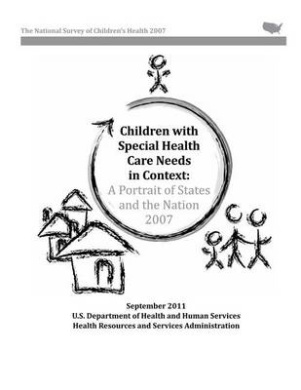 The National Survey of Children's Health 2007
Children with
Special Health
Care Needs
in Context:
A Portrait of States
and the Nation
2007
September 2011
U.S. Department of Health and Human Services
Health Resources and Services Administration